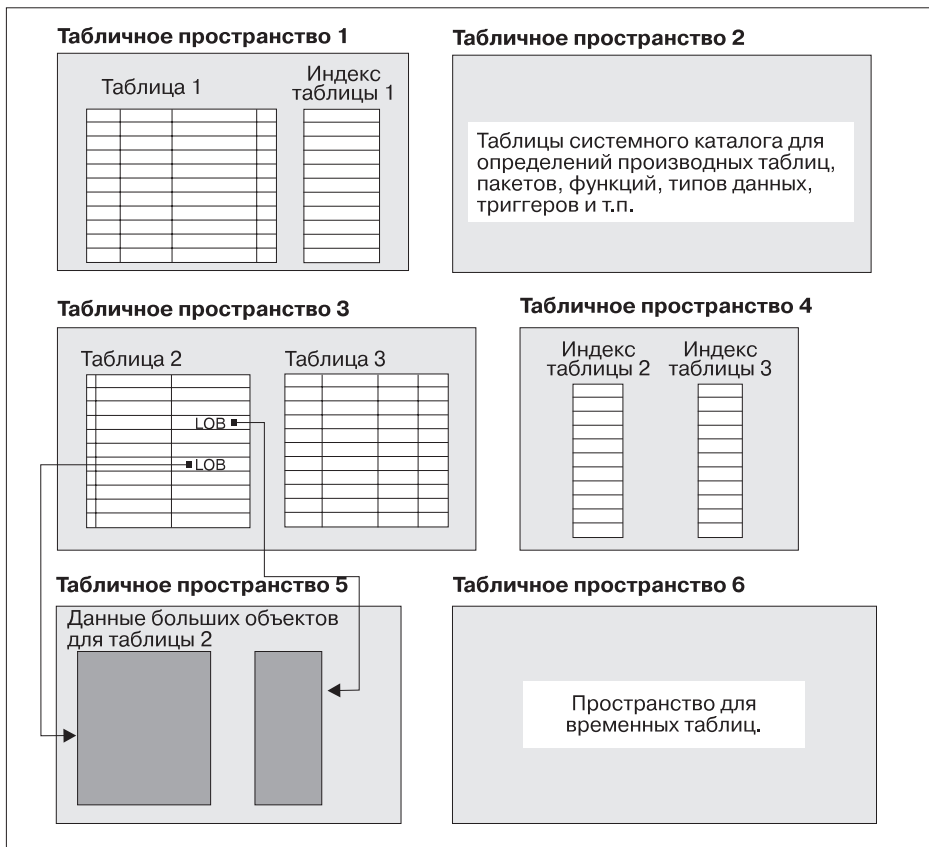 Табличное пространство 1
Таблица 1
Индекс
таблицы 1
Табличное пространство 2
Таблицы системного каталога для
определений производных таблиц,
пакетов, функций, типов данных,
триггеров и т.п.
Табличное пространство 3
Таблица 2
LOB
LOB
Таблица 3
Табличное пространство 4
Индекс
таблицы 2
Индекс
таблицы 3
Табличное пространство 5
Данные больших объектов
для таблицы 2
Табличное пространство 6
Пространство для
временных таблиц.